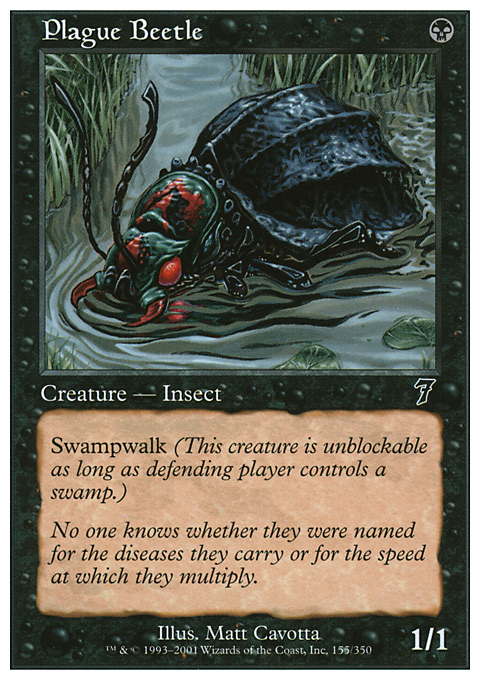 Plague Beetle
Creature — Insect
7
Swampwalk (This creature is unblockable
as long as defending player controls a
swamp.)
No one knows whether they were named
for the diseases they carry or for the speed
at which they multiply.
Illus. Matt Cavotta
™ & © 1993–2001 Wizards of the Coast, Inc. 155/350
1/1